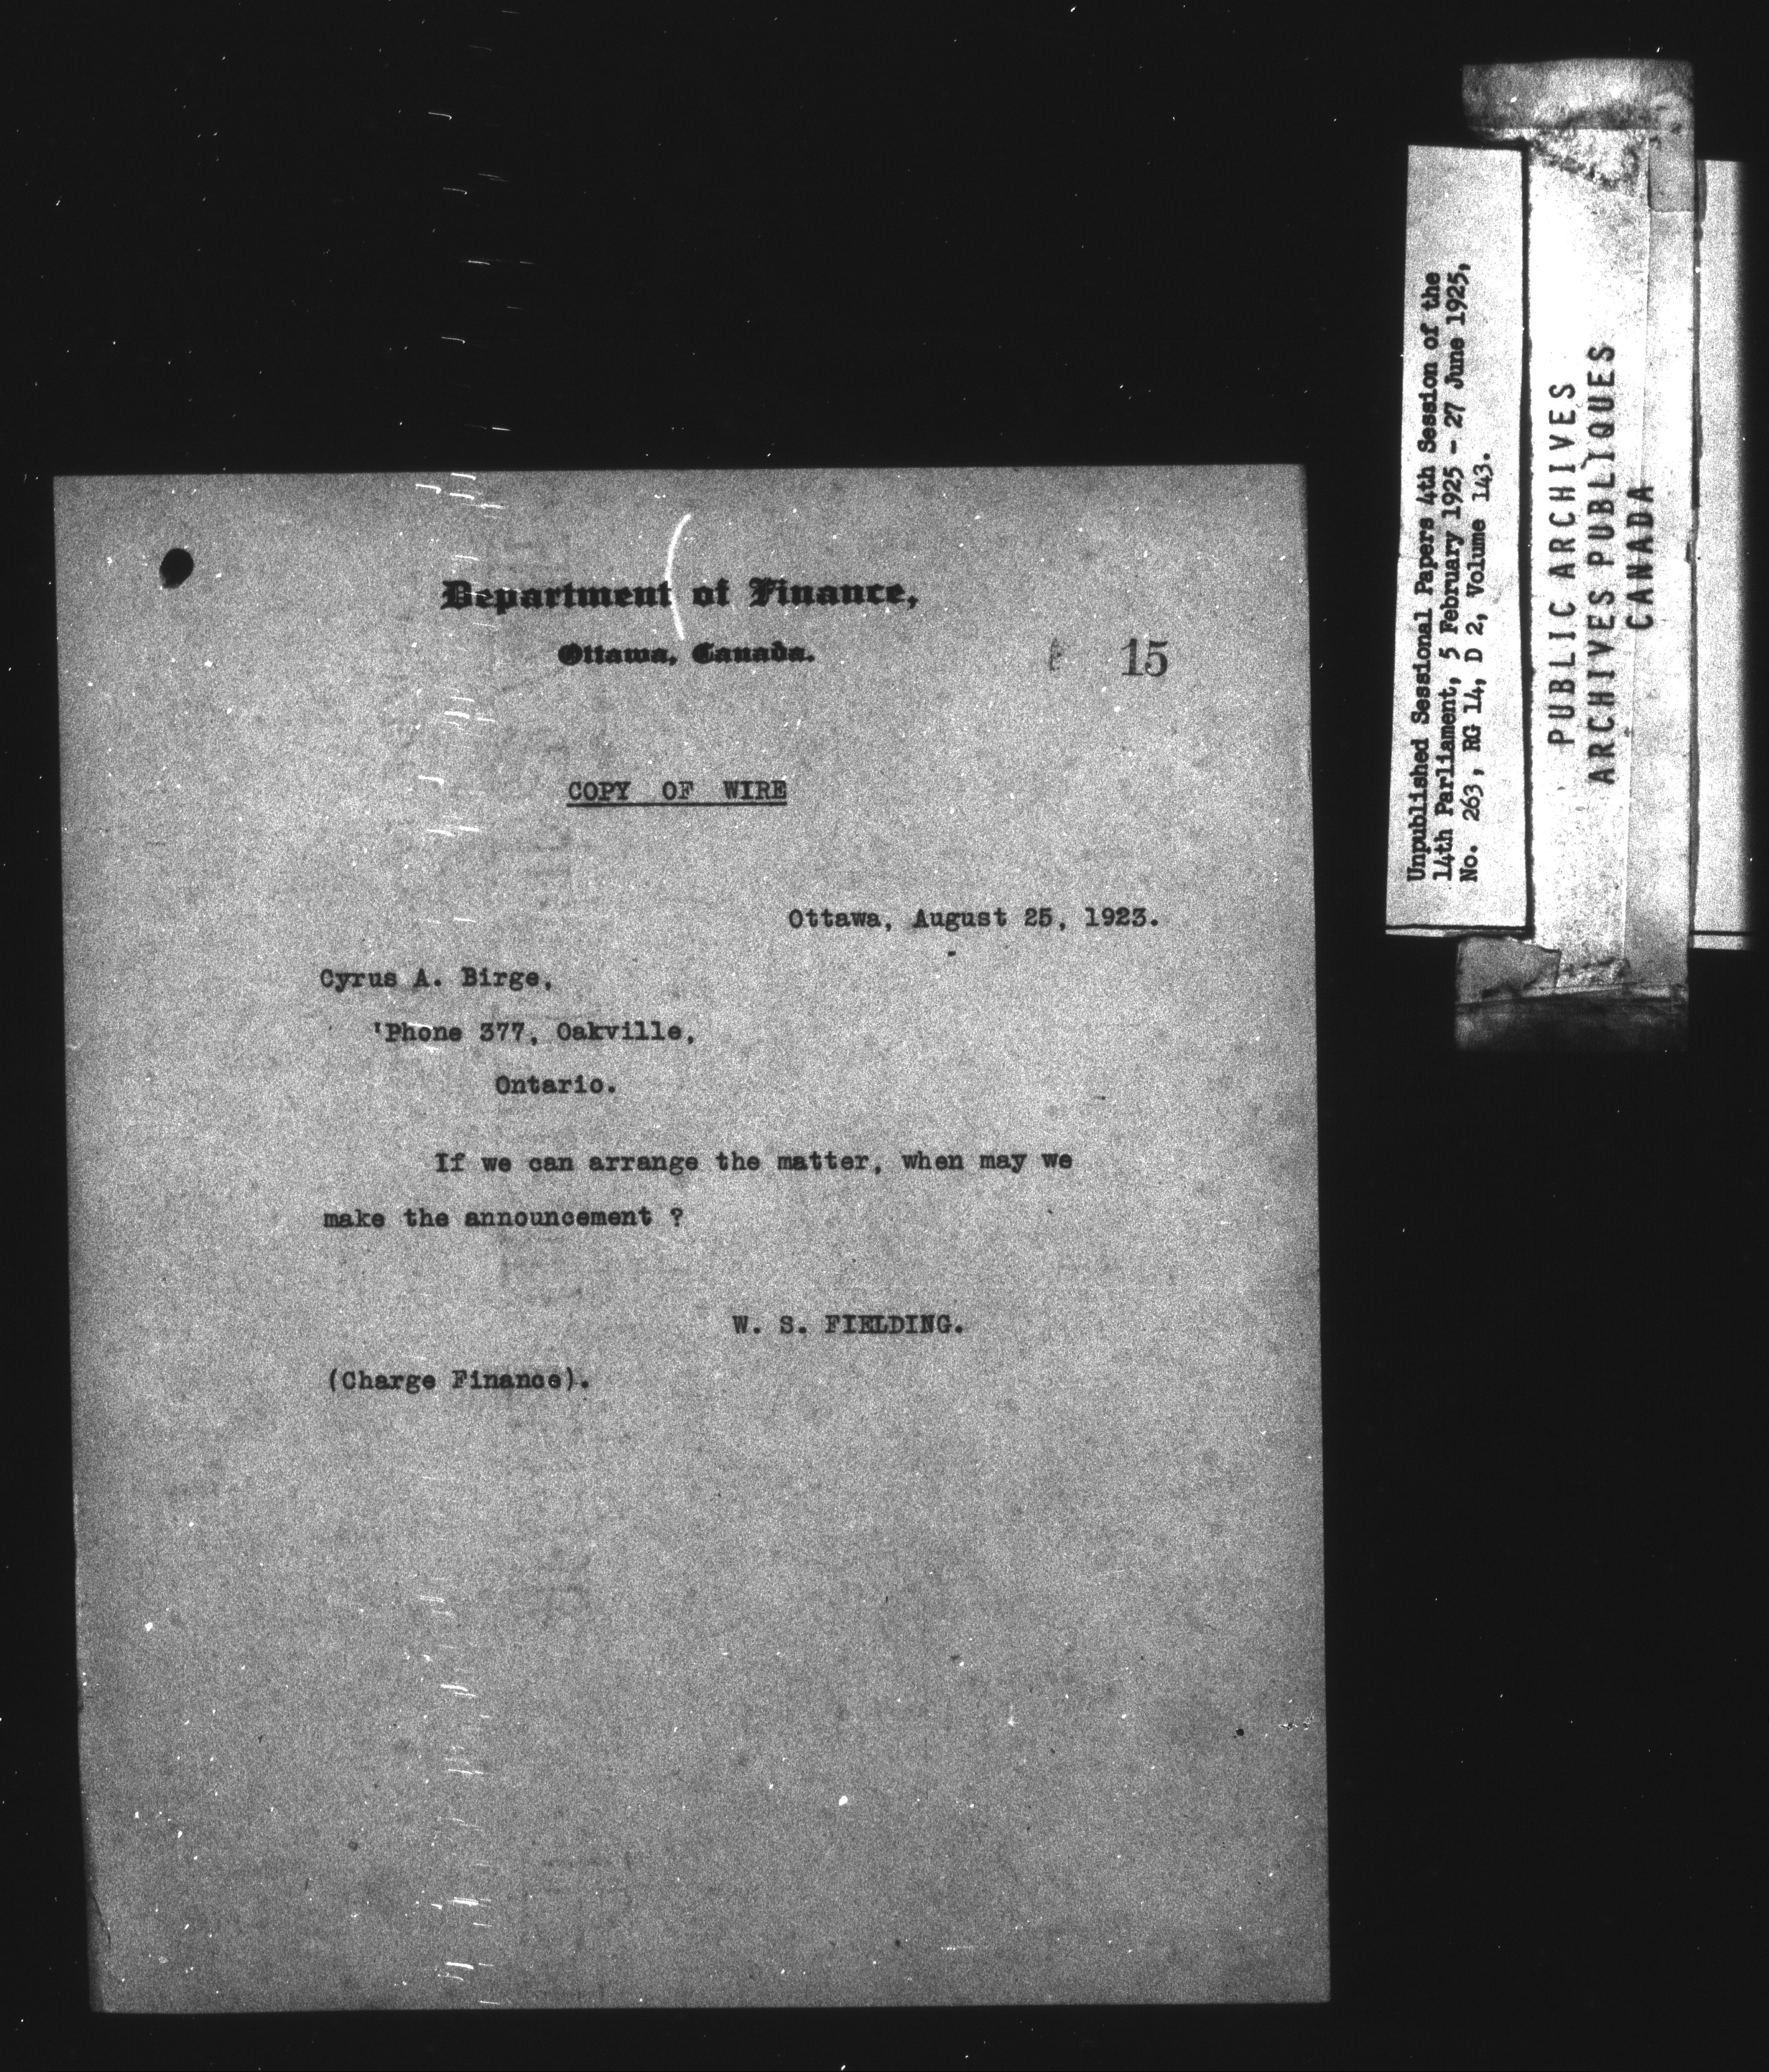 Department of Finance,
Ottawa, Canada.
15
COPY OF WIRE
Ottawa, August 25, 1923.
Cyrus A. Birge,
'Phone 377, Oakville,
Ontario.
If we can arrange the matter, when may we
make the announcement ?
W. S. FIELDING.
(Charge Finance).
Unpublished Sessional Papers 4th Session of the
14th Parliament, 5 February 1925 - 27 June 1925,
No. 263, RG 14, D 2, Volume 143.
PUBLIC ARCHIVES
ARCHIVES PUBLIQUES
CANADA